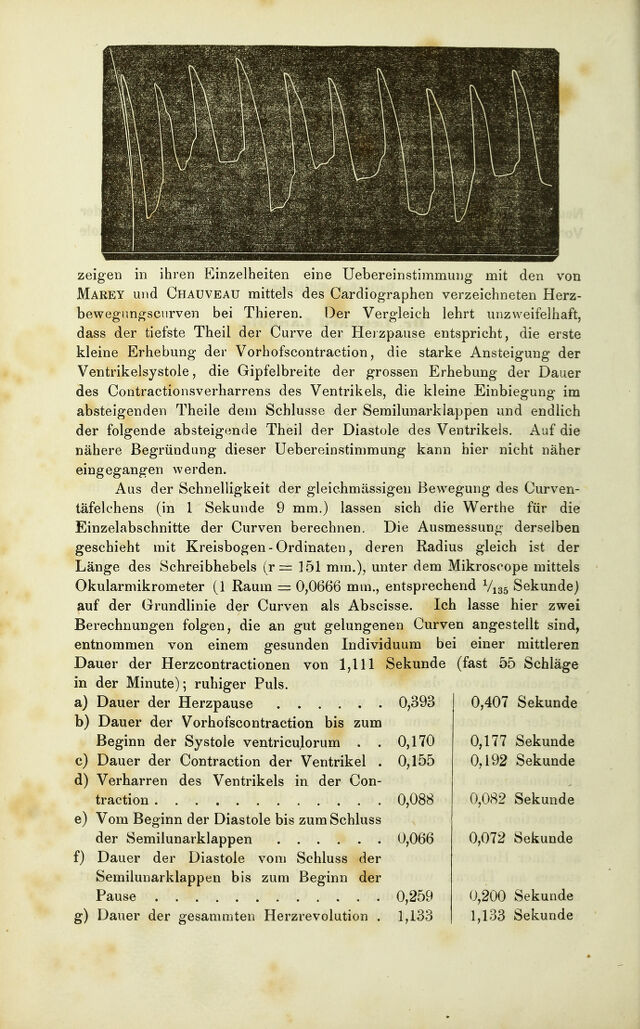 zeigen in ihren Einzelheiten eine Uebereinstimmung mit den von
MAREY und CHAUVEAU mittels des Cardiographen verzeichneten Herz-
bewegungscurven bei Thieren. Der Vergleich lehrt unzweifelhaft,
dass der tiefste Theil der Curve der Herzpause entspricht, die erste
kleine Erhebung der Vorhofscontraction, die starke Ansteigung der
Ventrikelsystole, die Gipfelbreite der grossen Erhebung der Dauer
des Contractionsverharrens des Ventrikels, die kleine Einbiegung im
absteigenden Theile dem Schlusse der Semilunarklappen und endlich
der folgende absteigende Theil der Diastole des Ventrikels. Auf die
nähere Begründung dieser Uebereinstimmung kann hier nicht näher
eingegangen werden.
Aus der Schnelligkeit der gleichmässigen Bewegung des Curven-
täfelchens (in 1 Sekunde 9 mm.) lassen sich die Werthe für die
Einzelabschnitte der Curven berechnen. Die Ausmessung derselben
geschieht mit Kreisbogen-Ordinaten, deren Radius gleich ist der
Länge des Schreibhebels (r = 151 mm.), unter dem Mikroscope mittels
Okularmikrometer (1 Raum = 0,0666 mm., entsprechend 1/135 Sekunde)
auf der Grundlinie der Curven als Abscisse. Ich lasse hier zwei
Berechnungen folgen, die an gut gelungenen Curven angestellt sind,
entnommen von einem gesunden Individuum bei einer mittleren
Dauer der Herzcontractionen von 1,111 Sekunde (fast 55 Schläge
in der Minute); ruhiger Puls.
a) Dauer der Herzpause . . . . . . 0,393 0,407 Sekunde
b) Dauer der Vorhofscontraction bis zum
Beginn der Systole ventriculorum . . 0,170 0,177 Sekunde
c) Dauer der Contraction der Ventrikel . 0,155 0,192 Sekunde
d) Verharren des Ventrikels in der Con-
traction . . . . . . . . . . . . 0,088 0,082 Sekunde
e) Vom Beginn der Diastole bis zum Schluss
der Semilunarklappen . . . . . . 0,066 0,072 Sekunde
f) Dauer der Diastole vom Schluss der
Semilunarklappen bis zum Beginn der
Pause . . . . . . . . . . . . 0,259 0,200 Sekunde
g) Dauer der gesammten Herzrevolution . 1,133 1,133 Sekunde